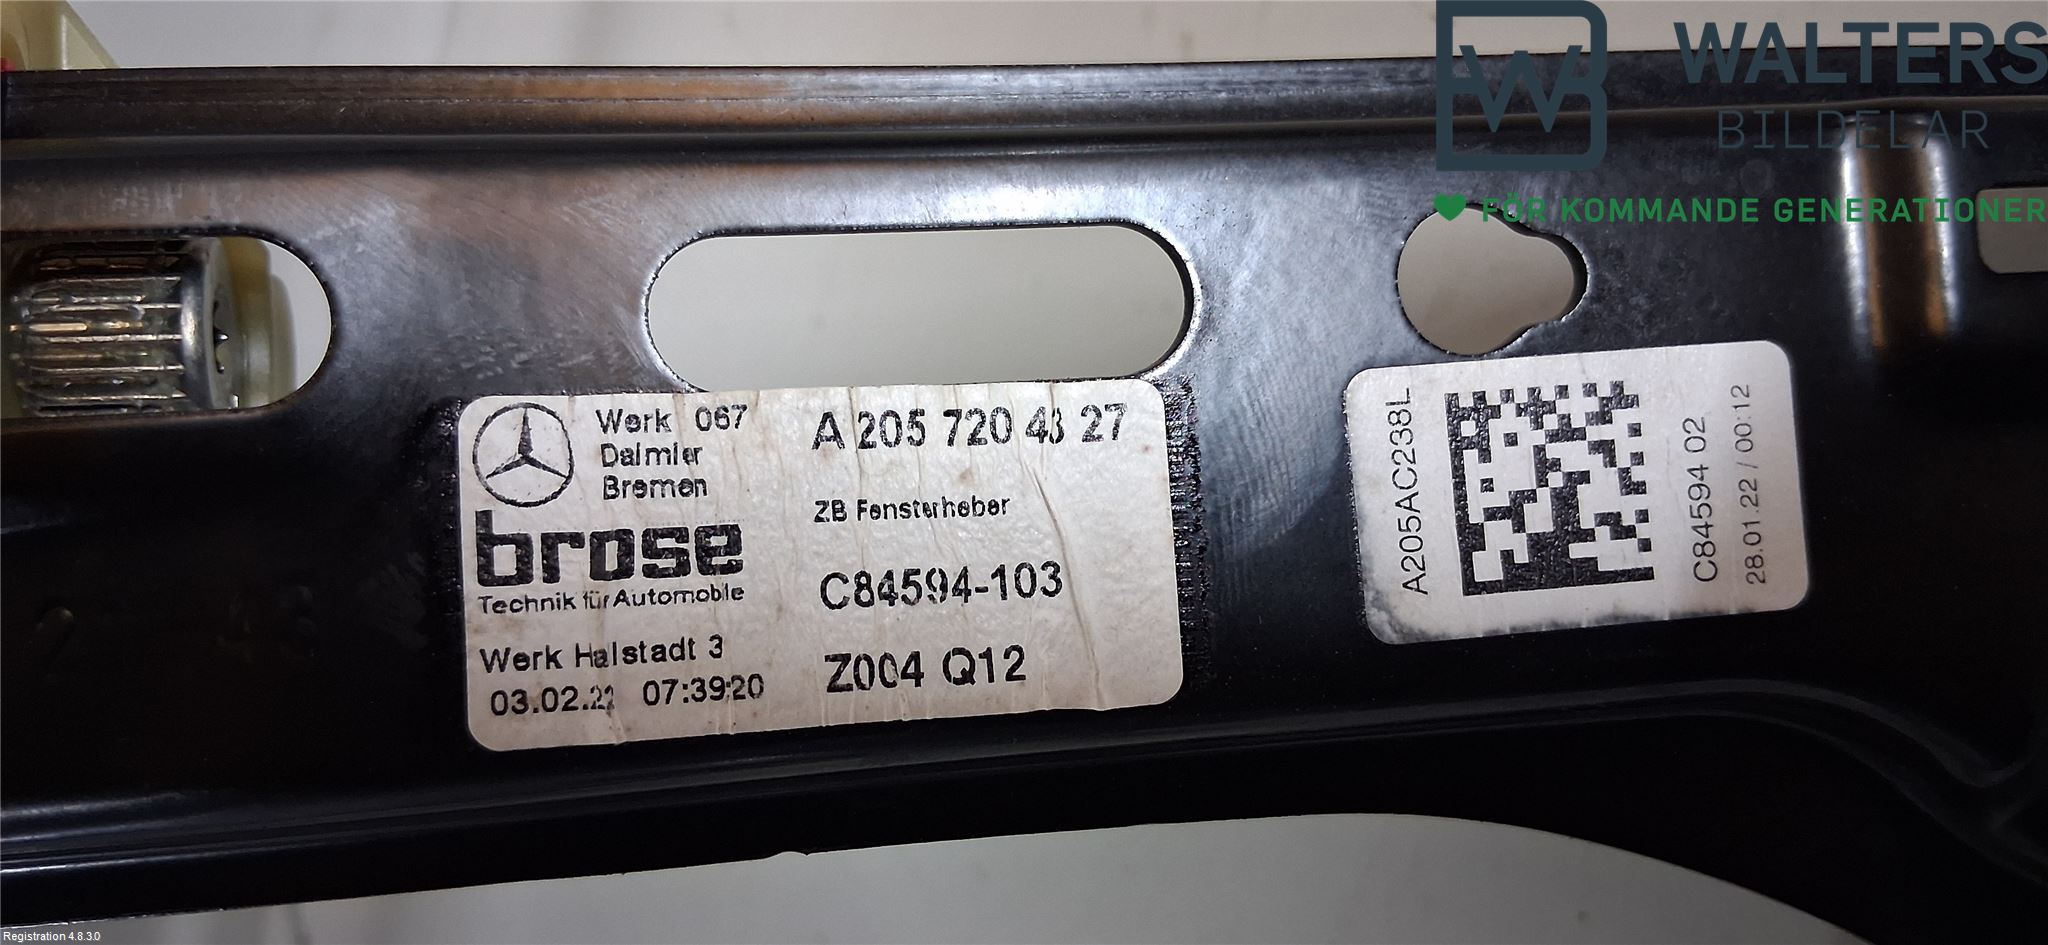 WALTERS
BILDELAR
FÖR KOMMANDE GENERATIONER
Werk 067
Daimler
Bremen
brose
Technik für Automobile
Werk Halstadt 3
03.02.22 07:39:20
A 205 720 43 27
ZB Fensterheber
C84594-103
Z004 Q12
A205AC238L
C84594 02
28.01.22 / 00:12
Registration 4.8.3.0